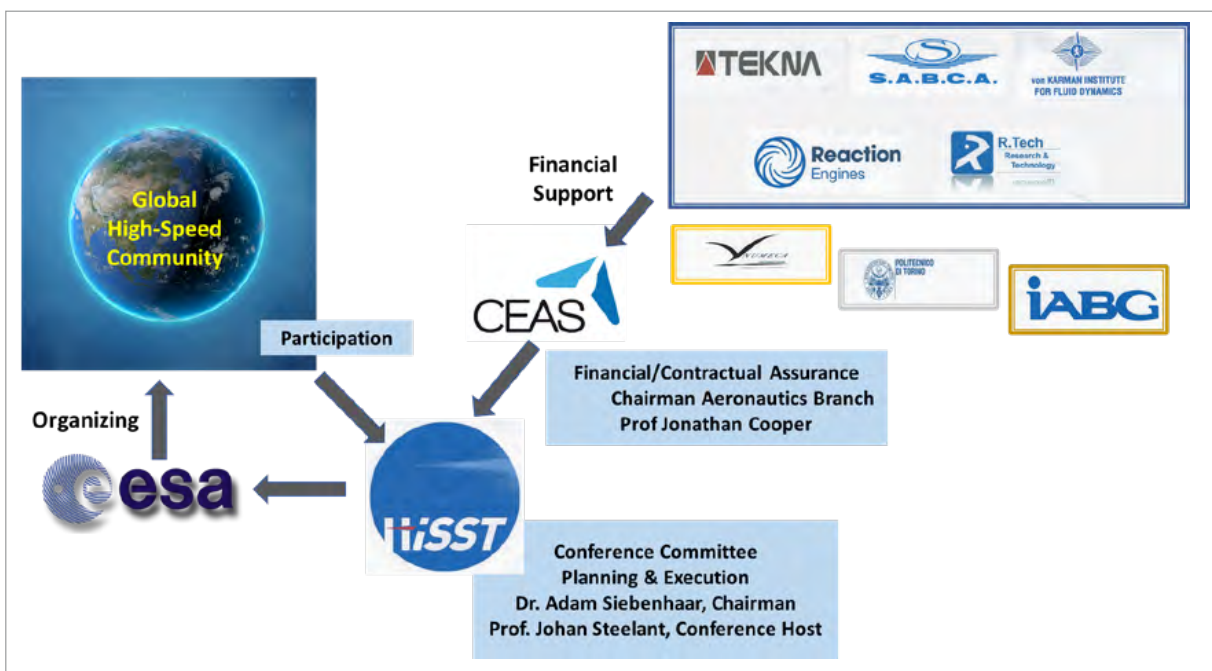 TEKNA
S
S.A.B.C.A.
von KARMAN INSTITUTE
FOR FLUID DYNAMICS
Reaction
Engines
R.Tech
Research &
Technology
Financial
Support
Global
High-Speed
Community
NUMECA
POLITECNICO
DI TORINO
iABG
CEAS
Participation
Financial/Contractual Assurance
Chairman Aeronautics Branch
Prof Jonathan Cooper
Organizing
esa
HiSST
Conference Committee
Planning & Execution
Dr. Adam Siebenhaar, Chairman
Prof. Johan Steelant, Conference Host